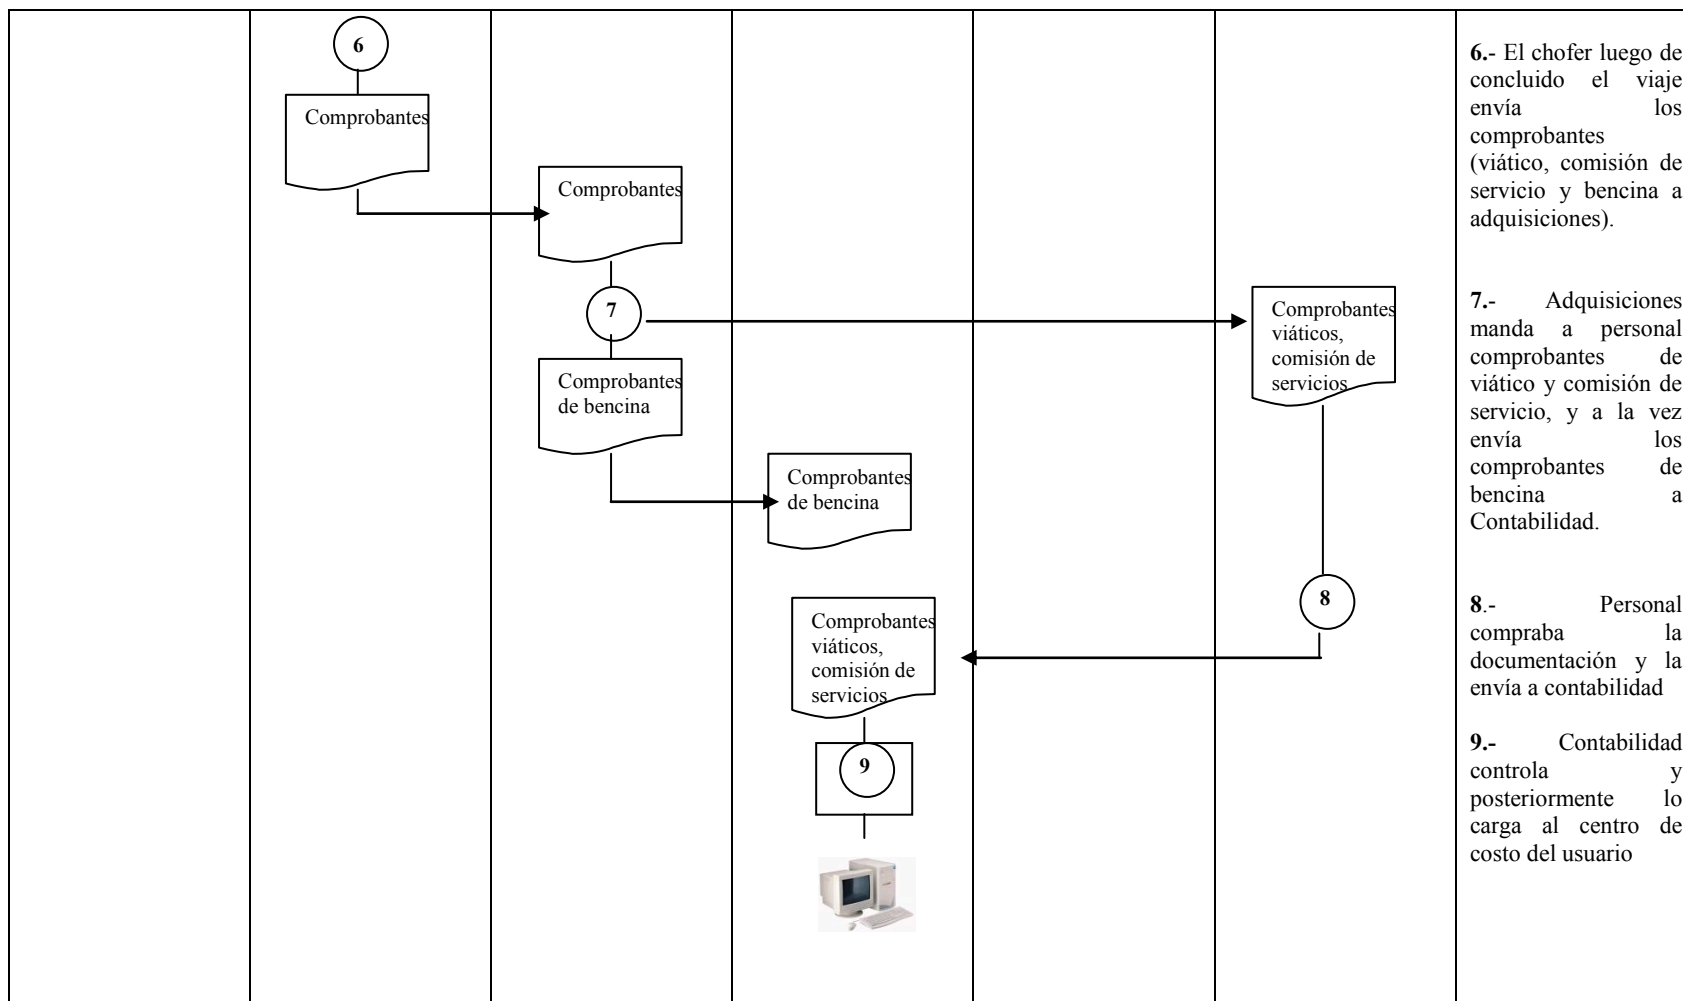 6
Comprobantes
Comprobantes
7
Comprobantes
de bencina
Comprobantes
de bencina
Comprobantes
viáticos,
comisión de
servicios
8
Comprobantes
viáticos,
comisión de
servicios
9
6.- El chofer luego de
concluido el viaje
envía los
comprobantes
(viático, comisión de
servicio y bencina a
adquisiciones).
7.- Adquisiciones
manda a personal
comprobantes de
viático y comisión de
servicio, y a la vez
envía los
comprobantes de
bencina a
Contabilidad.
8.- Personal
compraba la
documentación y la
envía a contabilidad
9.- Contabilidad
controla y
posteriormente lo
carga al centro de
costo del usuario